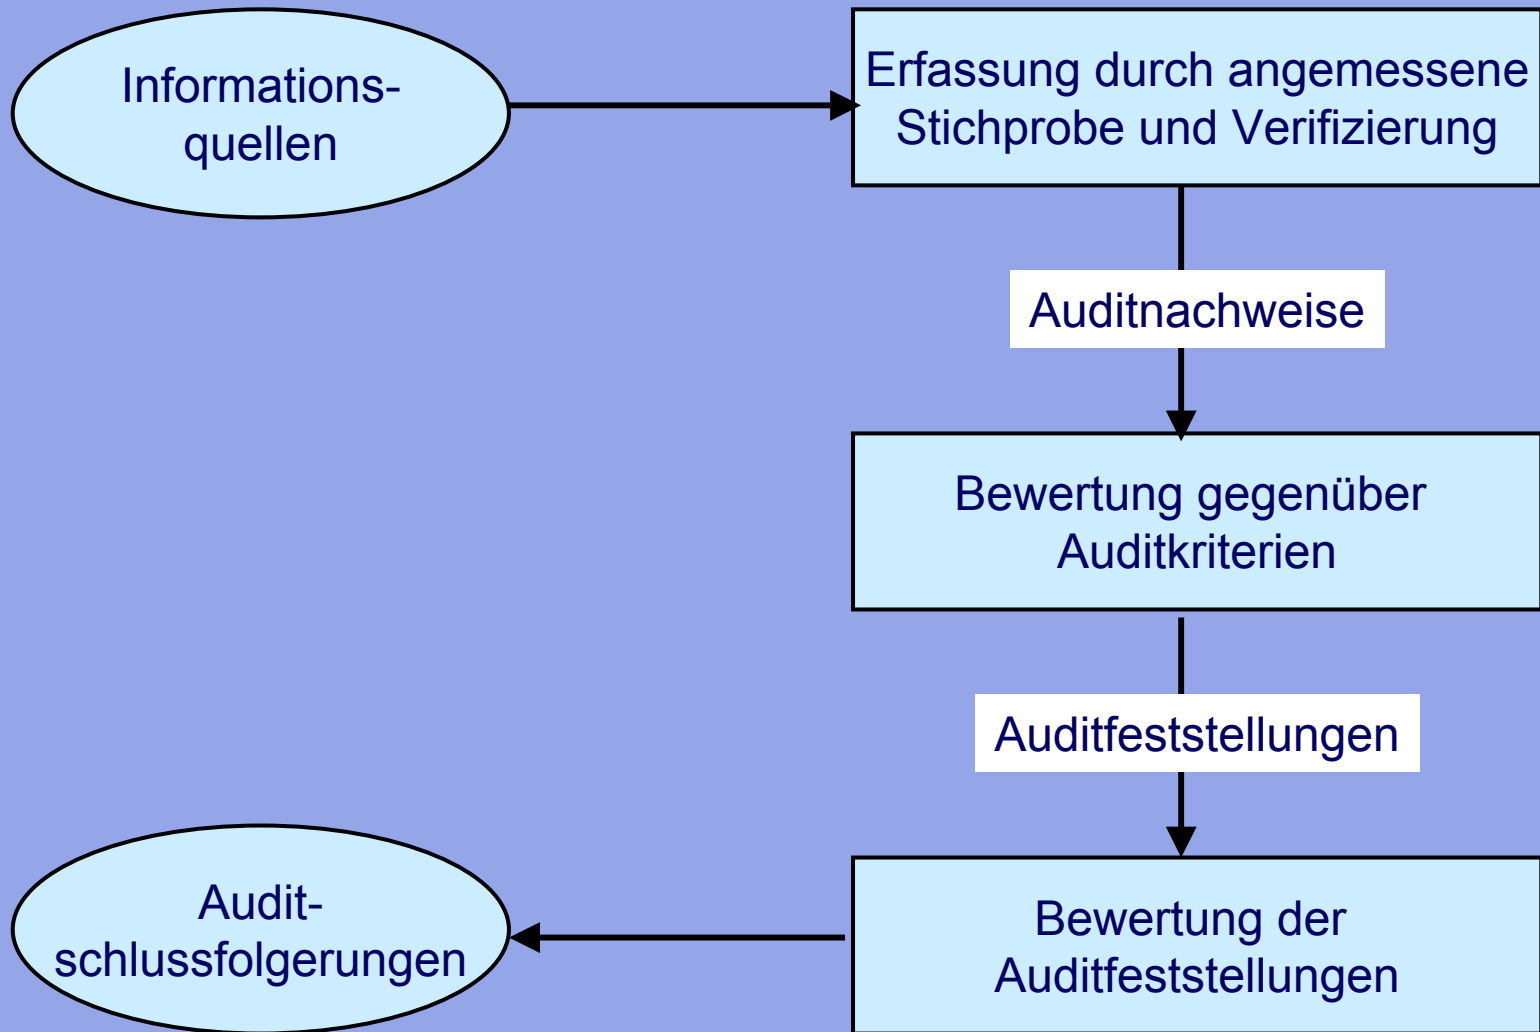 Informations-
quellen
Erfassung durch angemessene
Stichprobe und Verifizierung
Auditnachweise
Bewertung gegenüber
Auditkriterien
Auditfeststellungen
Bewertung der
Auditfeststellungen
Audit-
schlussfolgerungen